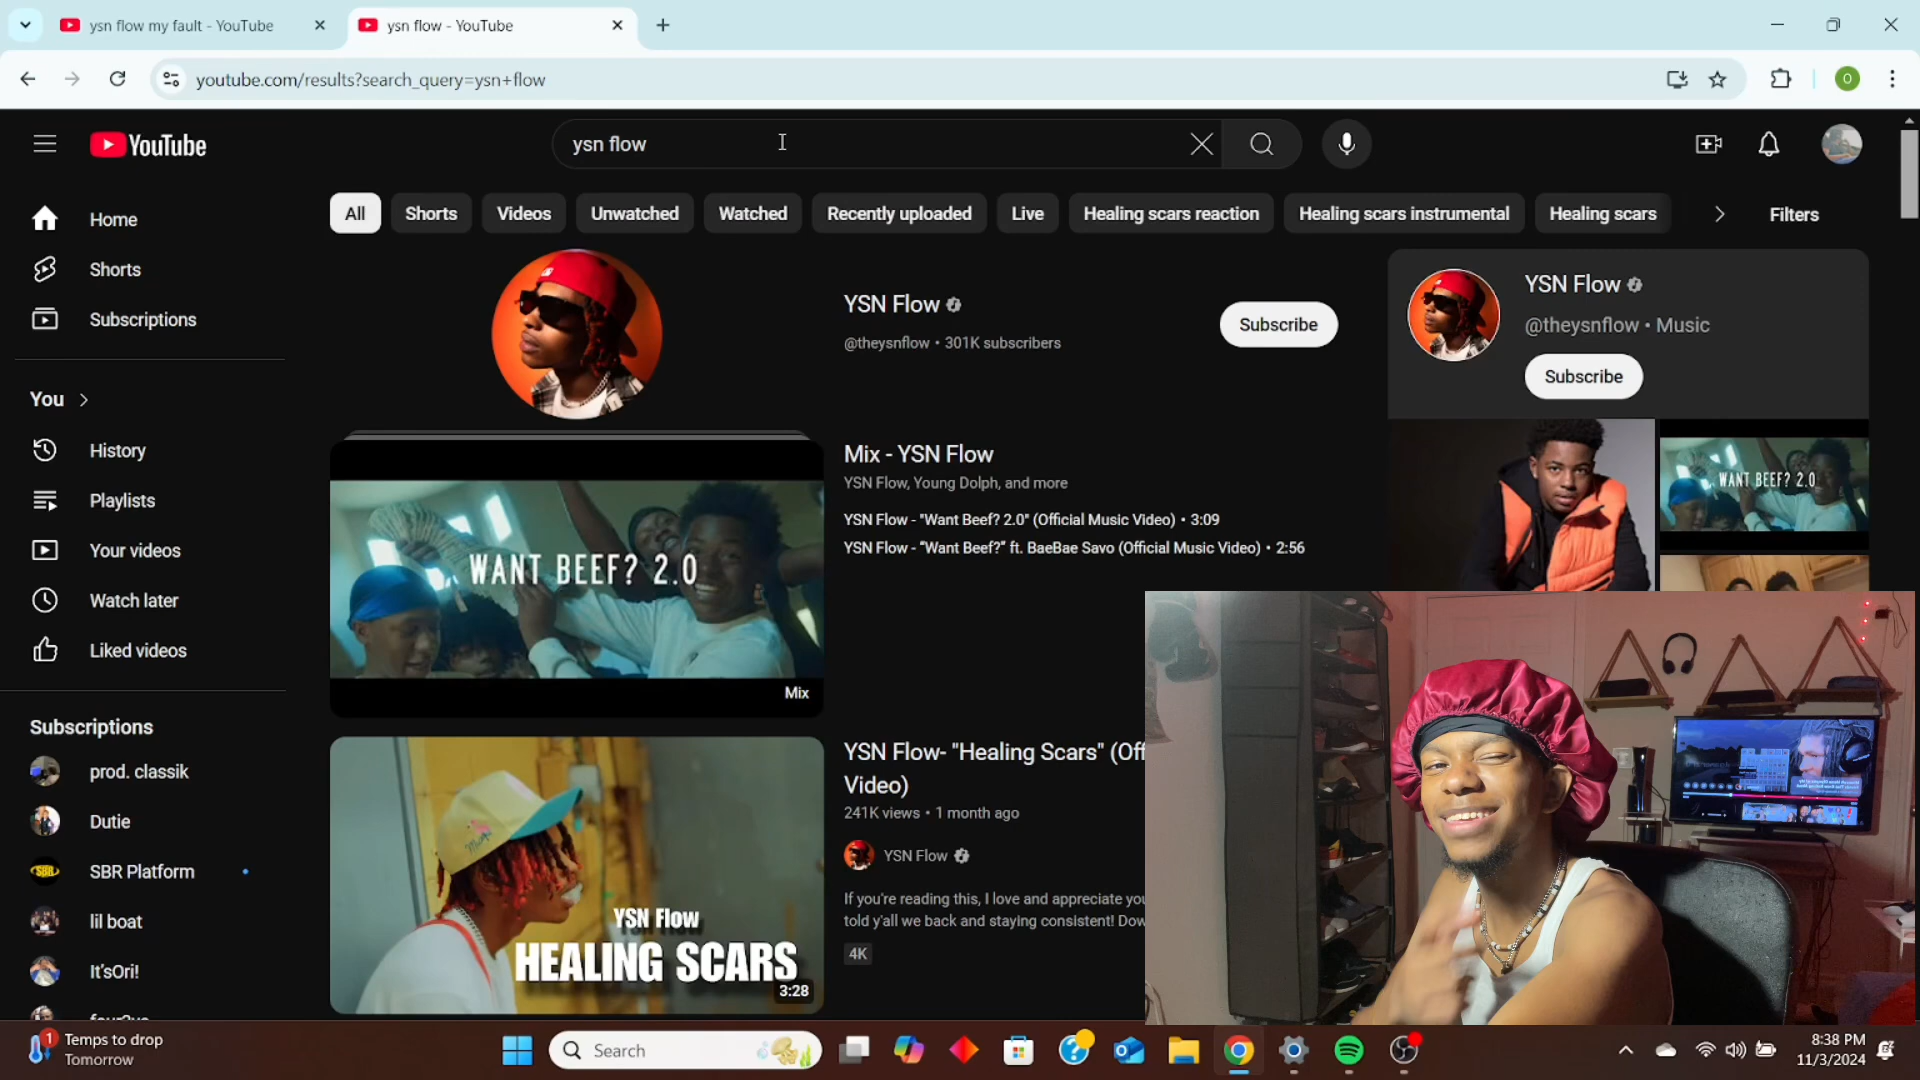 ysn flow my fault - YouTube
ysn flow - YouTube
youtube.com/results?search_query=ysn+flow
YouTube
ysn flow
All
Shorts
Videos
Unwatched
Watched
Recently uploaded
Live
Healing scars reaction
Healing scars instrumental
Healing scars
Filters
Home
Shorts
Subscriptions
You
History
Playlists
Your videos
Watch later
Liked videos
Subscriptions
prod. classik
Dutie
SBR Platform
lil boat
It'sOri!
YSN Flow
@theysnflow • 301K subscribers
Subscribe
WANT BEEF? 2.0
Mix
Mix - YSN Flow
YSN Flow, Young Dolph, and more
YSN Flow - "Want Beef? 2.0" (Official Music Video) • 3:09
YSN Flow - "Want Beef?" ft. BaeBae Savo (Official Music Video) • 2:56
YSN Flow
HEALING SCARS
3:28
YSN Flow- "Healing Scars" (Off
Video)
241K views • 1 month ago
YSN Flow
If you're reading this, I love and appreciate you
told y'all we back and staying consistent! Dow
4K
YSN Flow
@theysnflow • Music
Subscribe
WANT BEEF? 2.0
1
Temps to drop
Tomorrow
Search
8:38 PM
11/3/2024
O
SBR